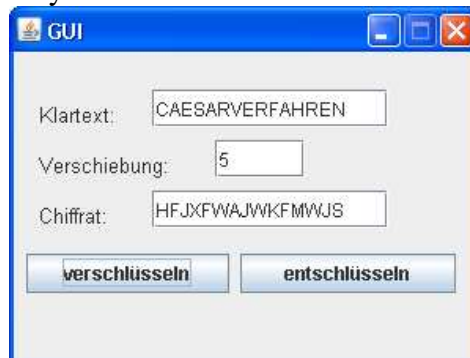 GUI
Klartext: CAESARVERFAHREN
Verschiebung: 5
Chiffrat: HFJXFWAJWKFMWJS
verschlüsseln entschlüsseln